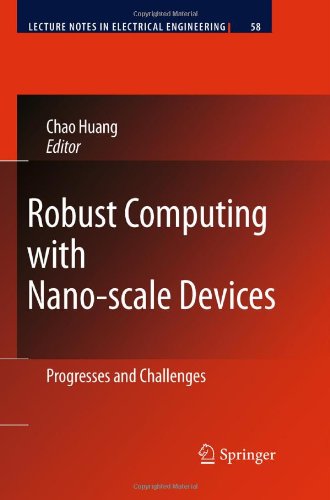 LECTURE NOTES IN ELECTRICAL ENGINEERING 58
Chao Huang
Editor
Robust Computing
with
Nano-scale Devices
Progresses and Challenges
Springer